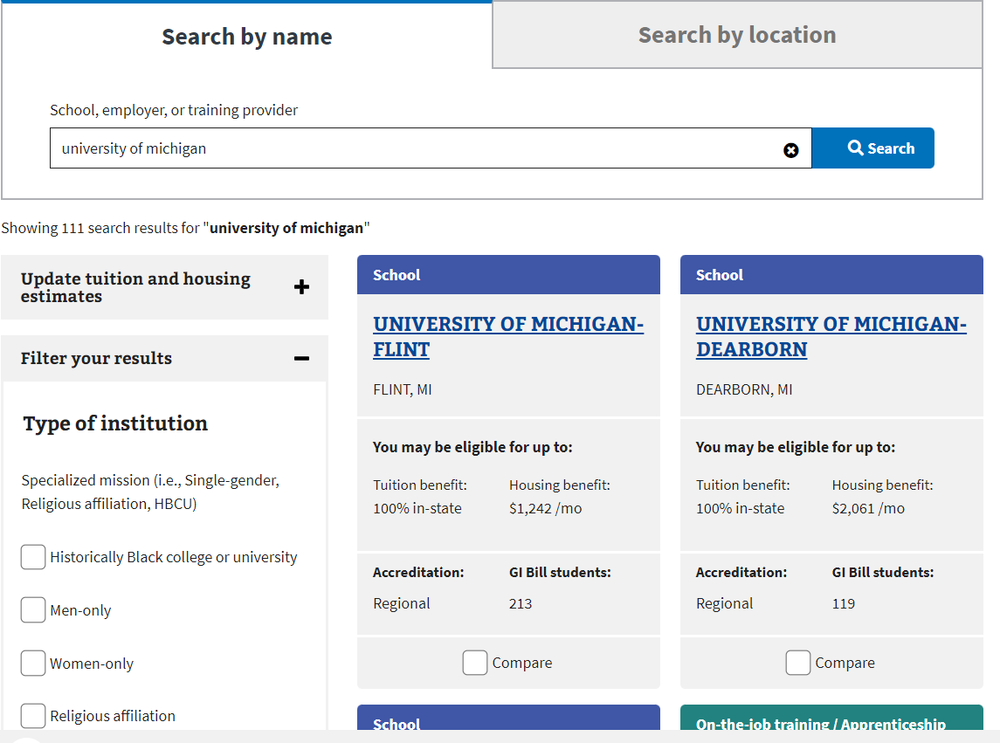 Search by name
Search by location
School, employer, or training provider
university of michigan
Search
Showing 111 search results for "university of michigan"
Update tuition and housing
estimates
Filter your results
Type of institution
Specialized mission (i.e., Single-gender,
Religious affiliation, HBCU)
Historically Black college or university
Men-only
Women-only
Religious affiliation
School
UNIVERSITY OF MICHIGAN-
FLINT
FLINT, MI
You may be eligible for up to:
Tuition benefit:
100% in-state
Housing benefit:
$1,242 /mo
Accreditation:
Regional
GI Bill students:
213
Compare
School
UNIVERSITY OF MICHIGAN-
DEARBORN
DEARBORN, MI
You may be eligible for up to:
Tuition benefit:
100% in-state
Housing benefit:
$2,061 /mo
Accreditation:
Regional
GI Bill students:
119
Compare
School
On-the-job training / Apprenticeship